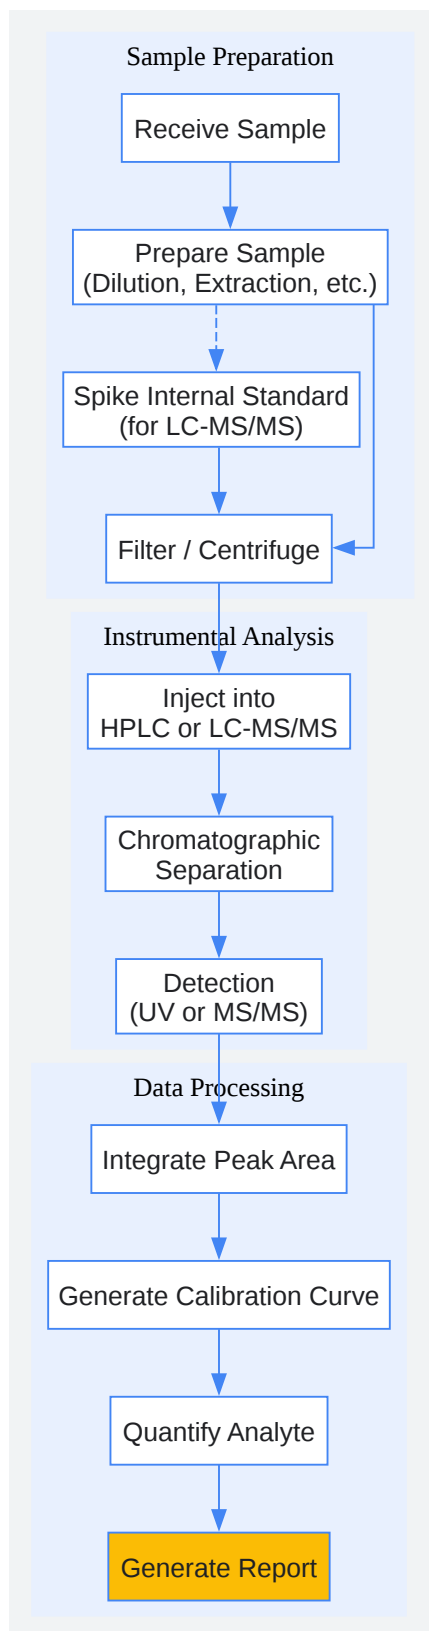 Sample Preparation
Receive Sample
Prepare Sample
(Dilution, Extraction, etc.)
Spike Internal Standard
(for LC-MS/MS)
Filter / Centrifuge
Instrumental Analysis
Inject into
HPLC or LC-MS/MS
Chromatographic
Separation
Detection
(UV or MS/MS)
Data Processing
Integrate Peak Area
Generate Calibration Curve
Quantify Analyte
Generate Report